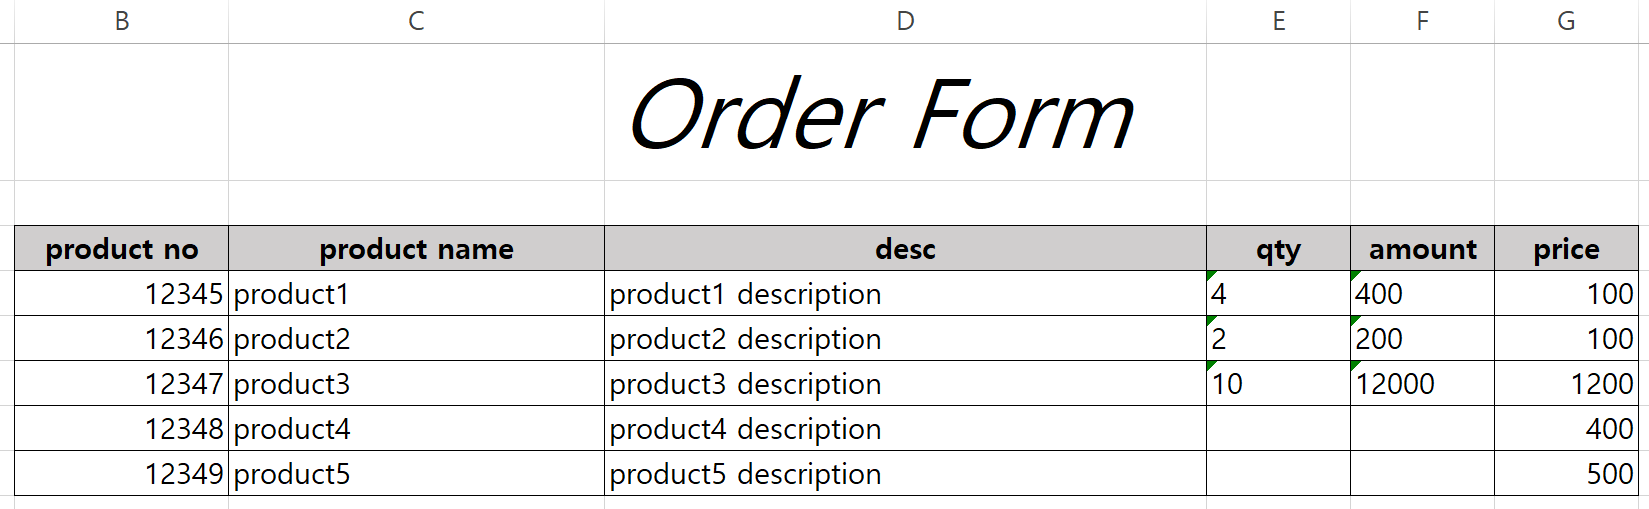 B C D E F G
Order Form
product no product name desc qty amount price
12345 product1 product1 description 4 400 100
12346 product2 product2 description 2 200 100
12347 product3 product3 description 10 12000 1200
12348 product4 product4 description 400
12349 product5 product5 description 500